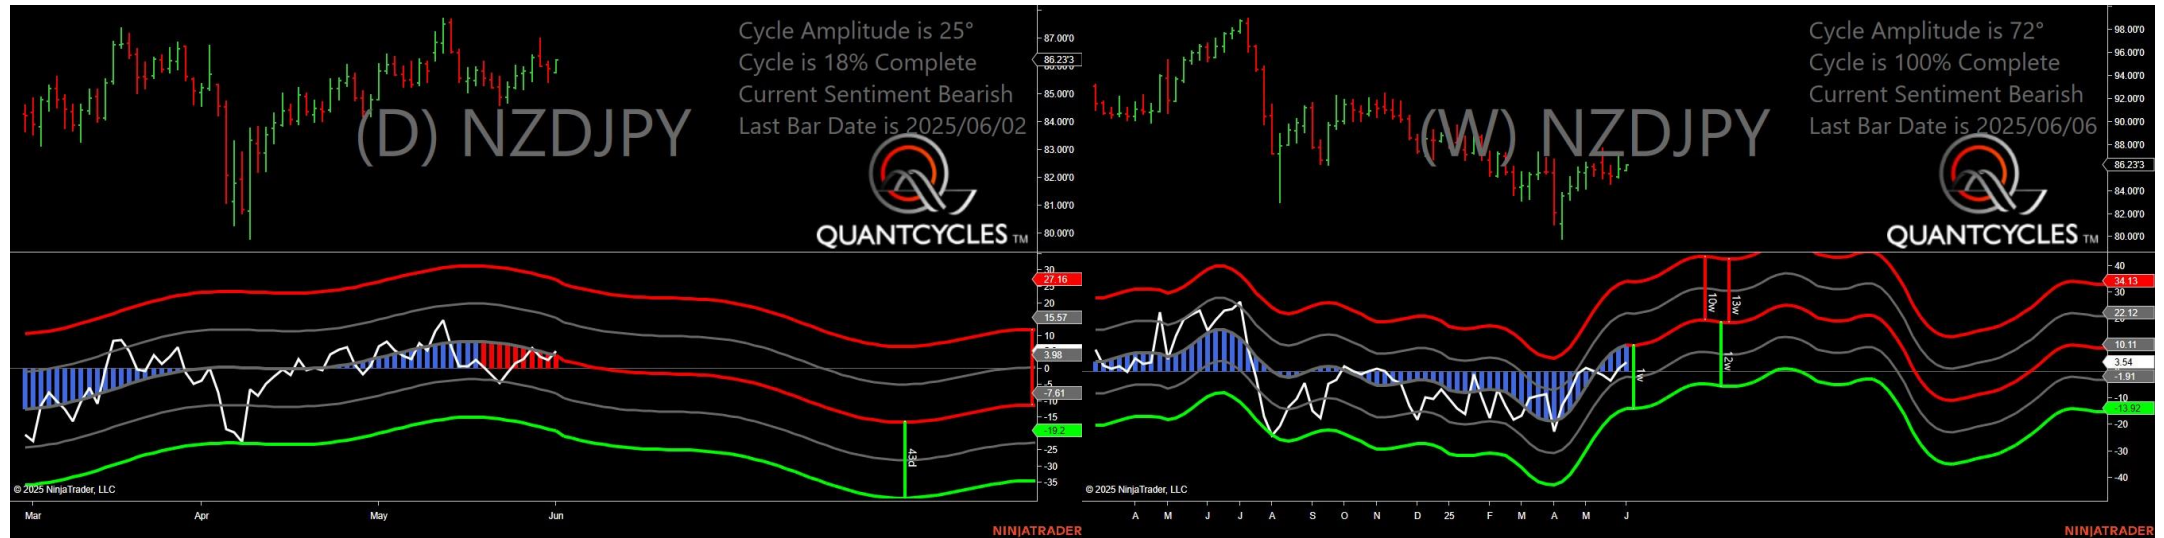 Cycle Amplitude is 25°
Cycle is 18% Complete
Current Sentiment Bearish
Last Bar Date is 2025/06/02
(D) NZDJPY
QUANTCYCLES TM
87.00'0
86.23'3
85.00'0
84.00'0
83.00'0
82.00'0
81.00'0
80.00'0
30
27.16
25
20
15.57
10
3.98
0
-5
-7.61
-10
-15
-19.2
-25
-30
-35
43d
© 2025 NinjaTrader, LLC
Mar
Apr
May
Jun
NINJATRADER
Cycle Amplitude is 72°
Cycle is 100% Complete
Current Sentiment Bearish
Last Bar Date is 2025/06/06
(W) NZDJPY
QUANTCYCLES TM
98.00'0
96.00'0
94.00'0
92.00'0
90.00'0
88.00'0
86.23'3
84.00'0
82.00'0
80.00'0
40
34.13
30
22.12
10.11
3.54
-1.91
-10
-13.92
-20
-30
-40
10w
13w
12w
1w
© 2025 NinjaTrader, LLC
A M J J A S O N D 25 F M A M J
NINJATRADER